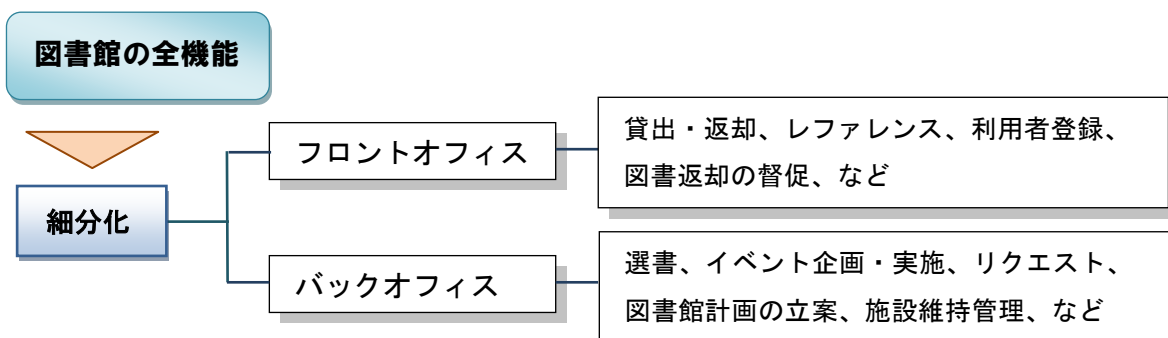 図書館の全機能
細分化
フロントオフィス
貸出・返却、レファレンス、利用者登録、
図書返却の督促、など
バックオフィス
選書、イベント企画・実施、リクエスト、
図書館計画の立案、施設維持管理、など